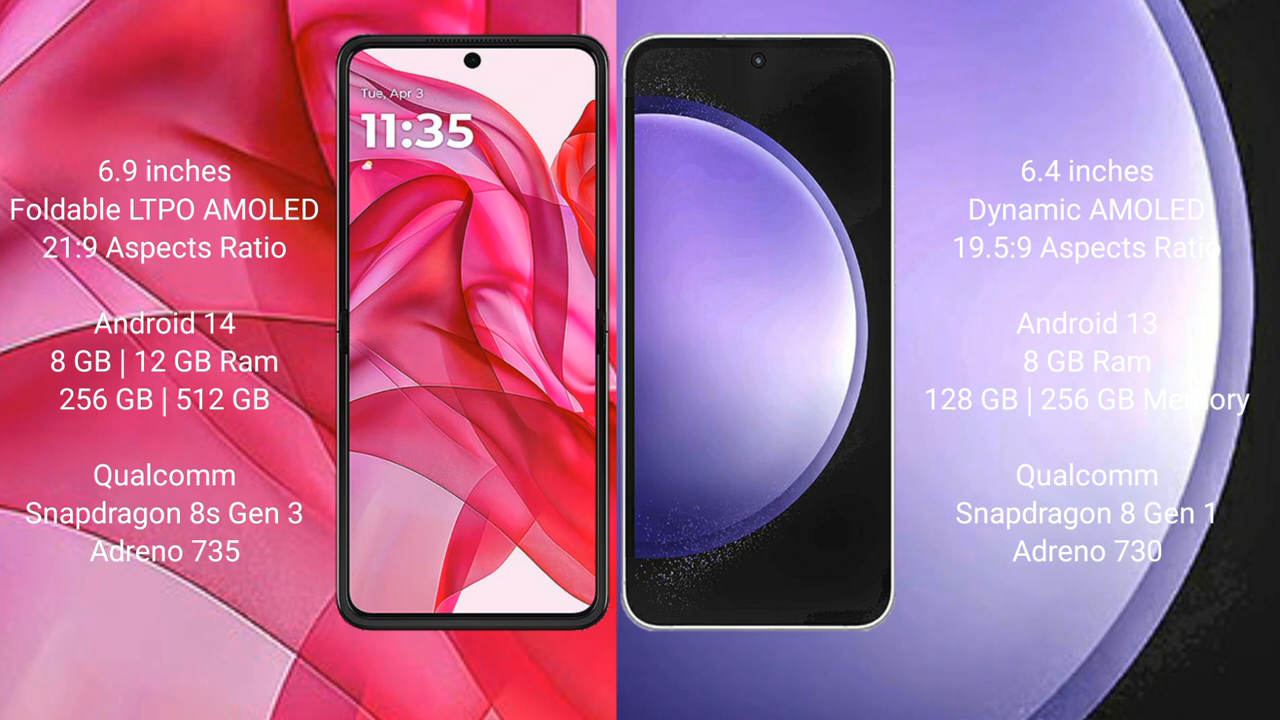 6.9 inches
Foldable LTPO AMOLED
21:9 Aspects Ratio
Android 14
8 GB | 12 GB Ram
256 GB | 512 GB
Qualcomm
Snapdragon 8s Gen 3
Adreno 735
Tue, Apr 3
11:35
6.4 inches
Dynamic AMOLED
19.5:9 Aspects Ratio
Android 13
8 GB Ram
128 GB | 256 GB Memory
Qualcomm
Snapdragon 8 Gen 1
Adreno 730